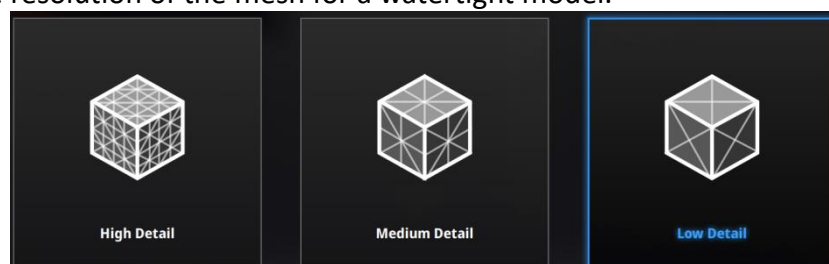 resolution of the mesh for a watertight model.
High Detail
Medium Detail
Low Detail